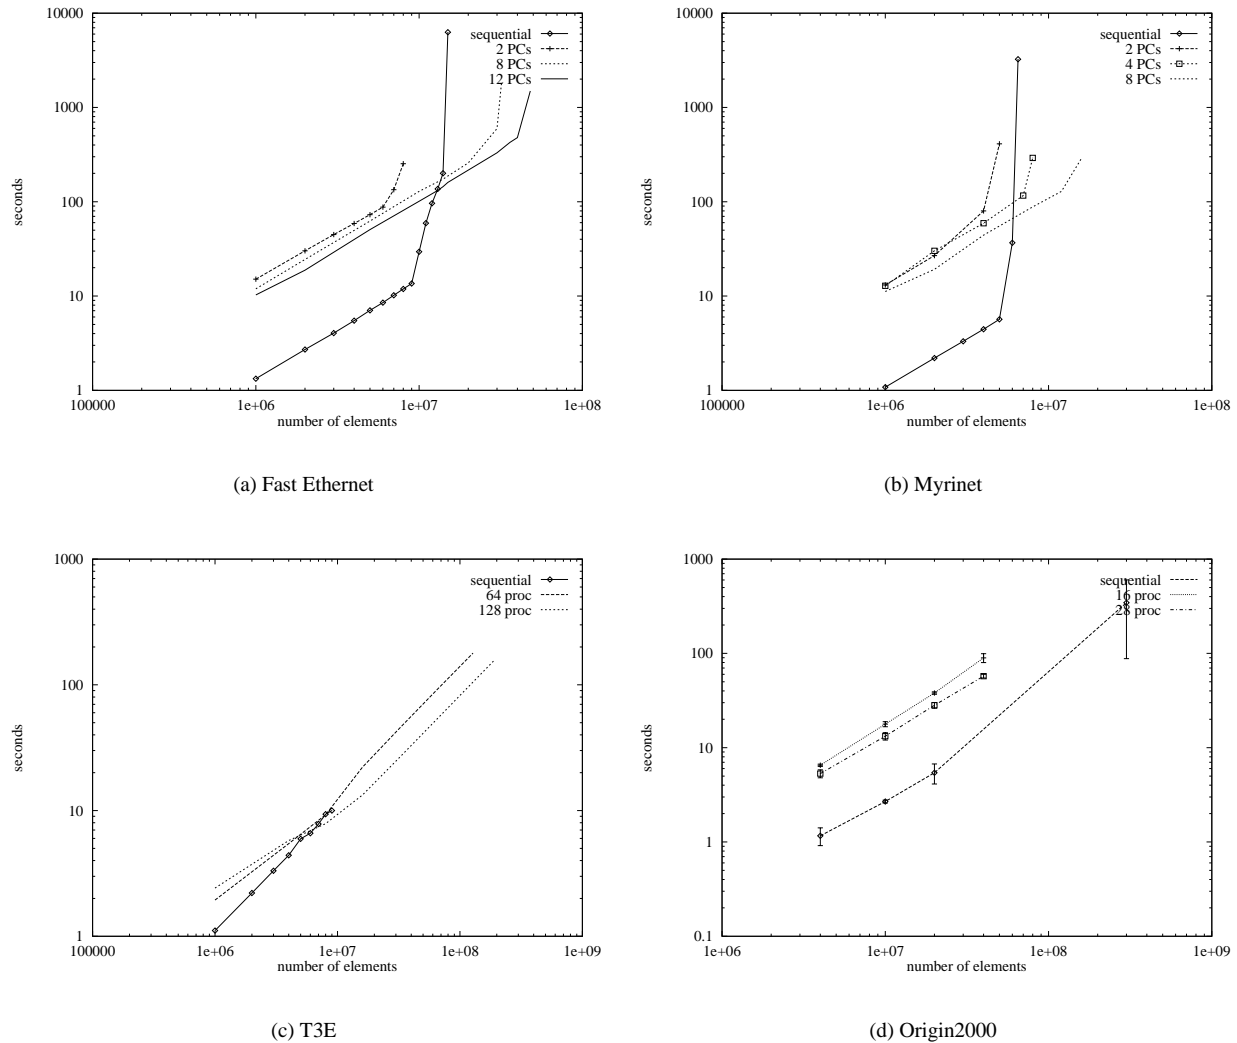 10000
sequential
2 PCs
8 PCs
12 PCs
1000
seconds
100
10
1
100000
1e+06
1e+07
1e+08
number of elements
(a) Fast Ethernet
10000
sequential
2 PCs
4 PCs
8 PCs
1000
seconds
100
10
1
100000
1e+06
1e+07
1e+08
number of elements
(b) Myrinet
1000
sequential
64 proc
128 proc
100
seconds
10
1
100000
1e+06
1e+07
1e+08
1e+09
number of elements
(c) T3E
1000
sequential
16 proc
28 proc
100
seconds
10
1
0.1
1e+06
1e+07
1e+08
1e+09
number of elements
(d) Origin2000